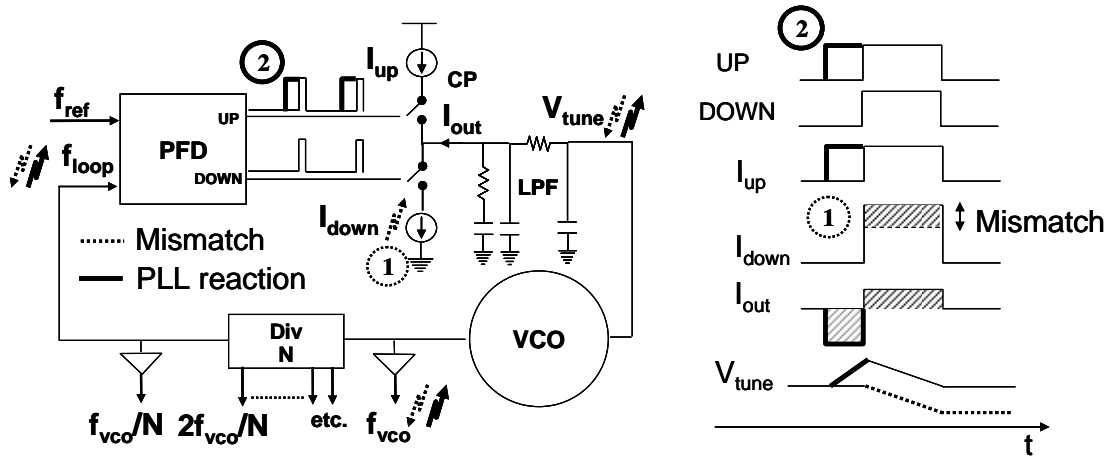 2
I_up
CP
f_ref
UP
I_out
V_tune
PFD
f_loop
DOWN
LPF
I_down
1
Mismatch
PLL reaction
Div
N
VCO
f_vco/N
2f_vco/N
etc.
f_vco
2
UP
DOWN
I_up
1
Mismatch
I_down
I_out
V_tune
t